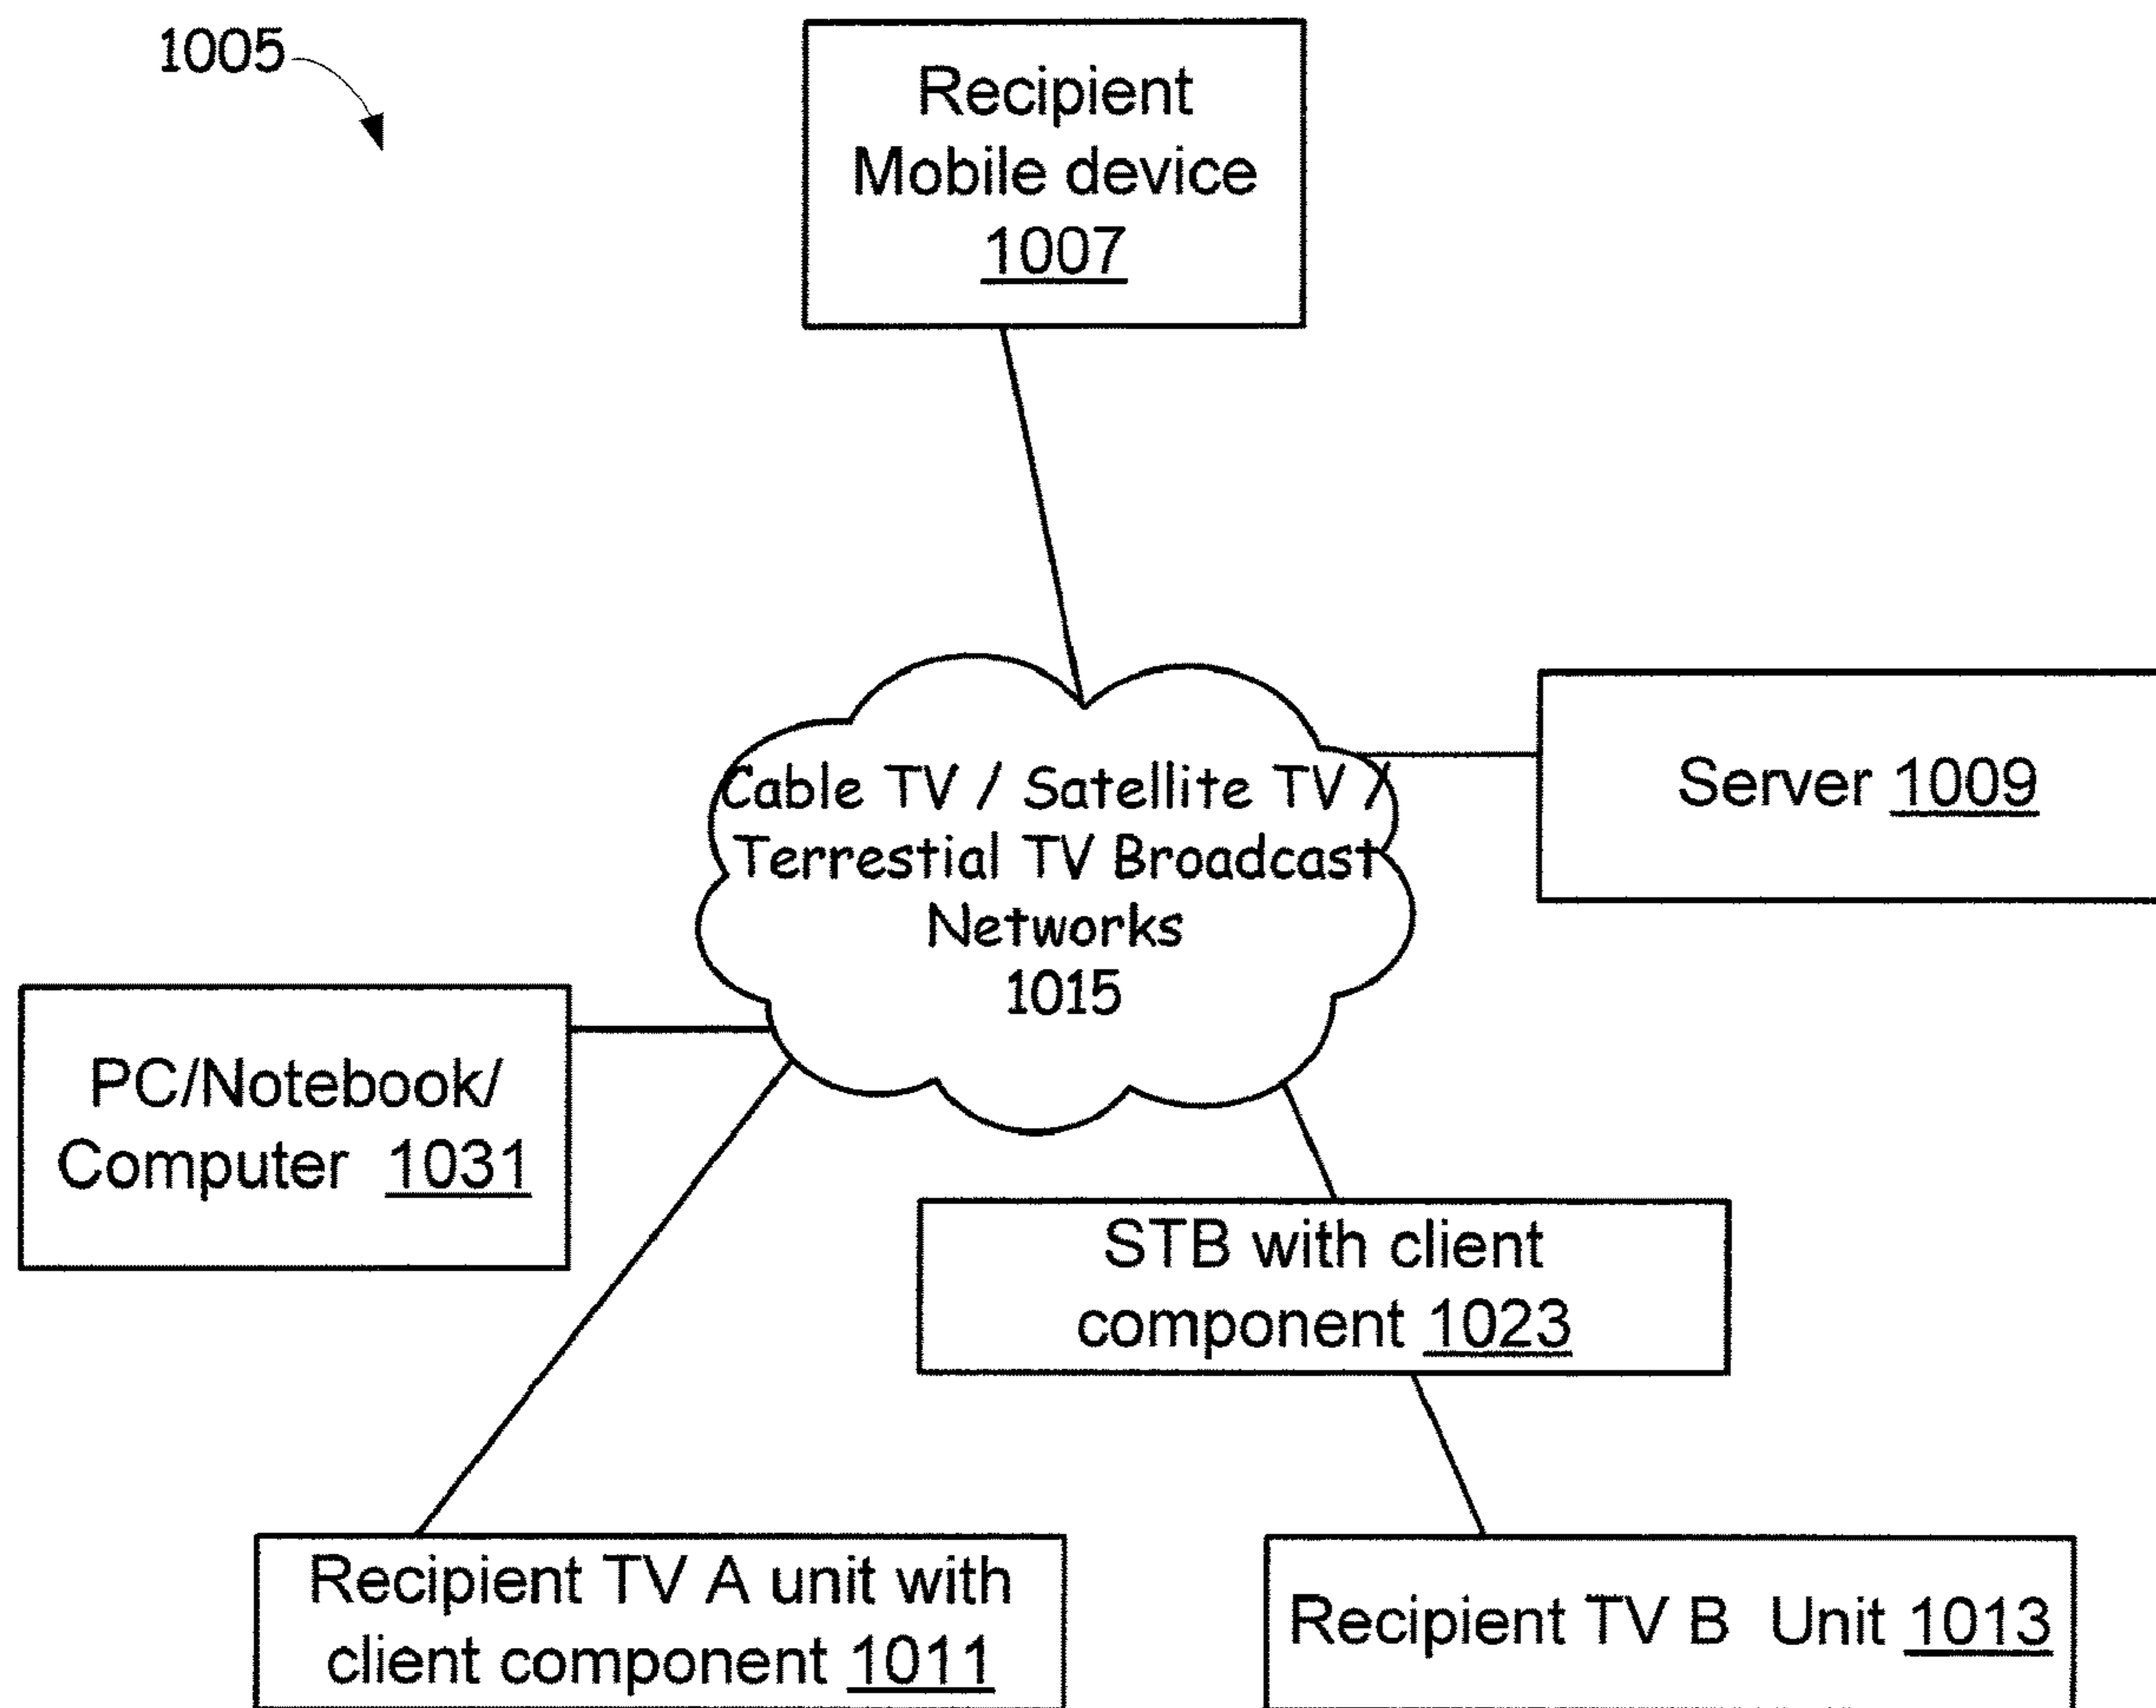 1005
Recipient
Mobile device
1007
Cable TV / Satellite TV /
Terrestial TV Broadcast
Networks
1015
Server 1009
PC/Notebook/
Computer 1031
STB with client
component 1023
Recipient TV A unit with
client component 1011
Recipient TV B Unit 1013